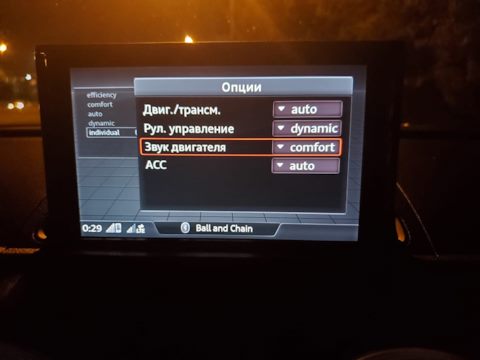 Опции
efficiency
comfort
auto
dynamic
individual
Двиг./трансм. auto
Рул. управление dynamic
Звук двигателя comfort
ACC auto
0:29 LTE Ball and Chain